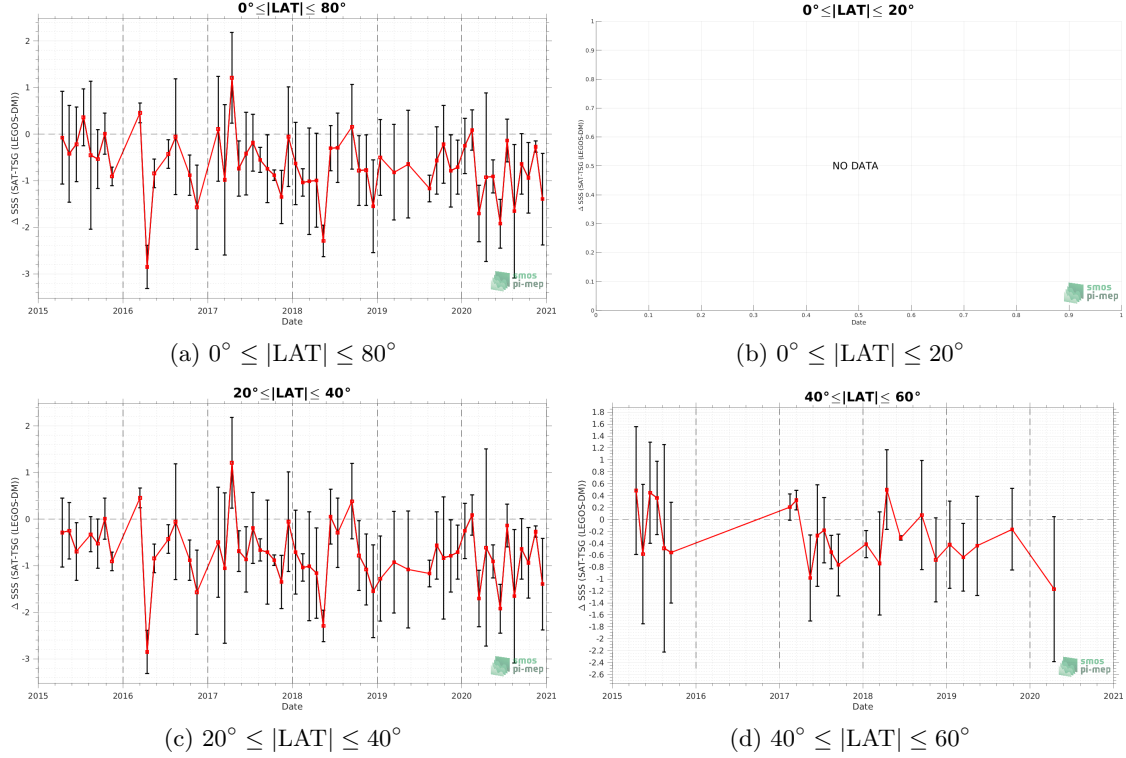 0°≤|LAT|≤ 80°
Δ SSS (SAT-TSG (LEGOS-DM))
2
1
0
-1
-2
-3
2015 2016 2017 2018 2019 2020 2021
Date
smos
pi-mep
(a) 0° ≤ |LAT| ≤ 80°
0°≤|LAT|≤ 20°
Δ SSS (SAT-TSG (LEGOS-DM))
1
0.9
0.8
0.7
0.6
0.5
0.4
0.3
0.2
0.1
0
NO DATA
0 0.1 0.2 0.3 0.4 0.5 0.6 0.7 0.8 0.9 1
Date
smos
pi-mep
(b) 0° ≤ |LAT| ≤ 20°
20°≤|LAT|≤ 40°
Δ SSS (SAT-TSG (LEGOS-DM))
2
1
0
-1
-2
-3
2015 2016 2017 2018 2019 2020 2021
Date
smos
pi-mep
(c) 20° ≤ |LAT| ≤ 40°
40°≤|LAT|≤ 60°
Δ SSS (SAT-TSG (LEGOS-DM))
1.8
1.6
1.4
1.2
1
0.8
0.6
0.4
0.2
0
-0.2
-0.4
-0.6
-0.8
-1
-1.2
-1.4
-1.6
-1.8
-2
-2.2
-2.4
-2.6
2015 2016 2017 2018 2019 2020 2021
Date
smos
pi-mep
(d) 40° ≤ |LAT| ≤ 60°